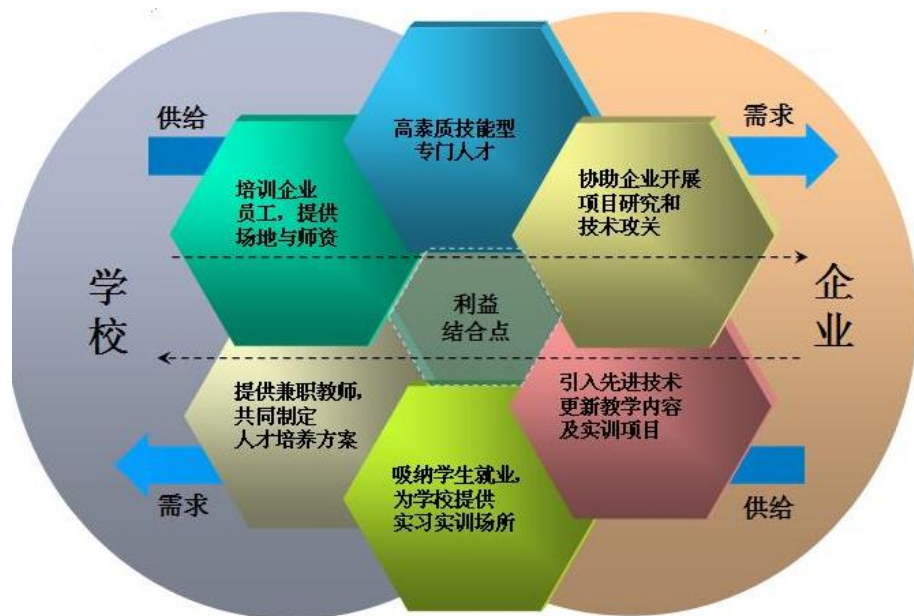 供给
需求
高素质技能型
专门人才
培训企业
员工，提供
场地与师资
协助企业开展
项目研究和
技术攻关
学
校
企
业
利益
结合点
提供兼职教师，
共同制定
人才培养方案
引入先进技术
更新教学内容
及实训项目
吸纳学生就业，
为学校提供
实习实训场所
需求
供给